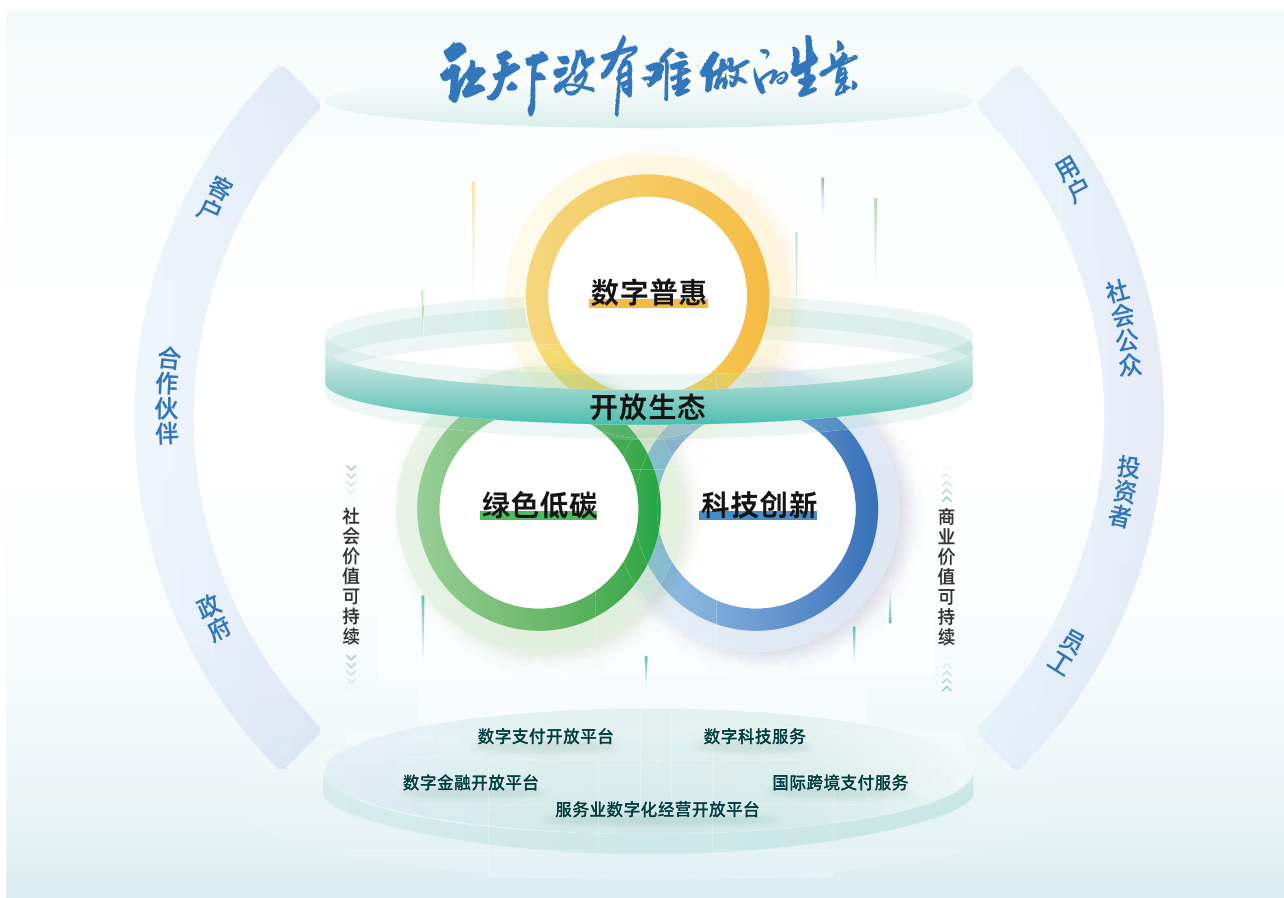 让天下没有难做的生意
客户
合作伙伴
政府
用户
社会公众
投资者
员工
数字普惠
开放生态
绿色低碳
科技创新
社会价值可持续
商业价值可持续
数字支付开放平台
数字科技服务
数字金融开放平台
国际跨境支付服务
服务业数字化经营开放平台